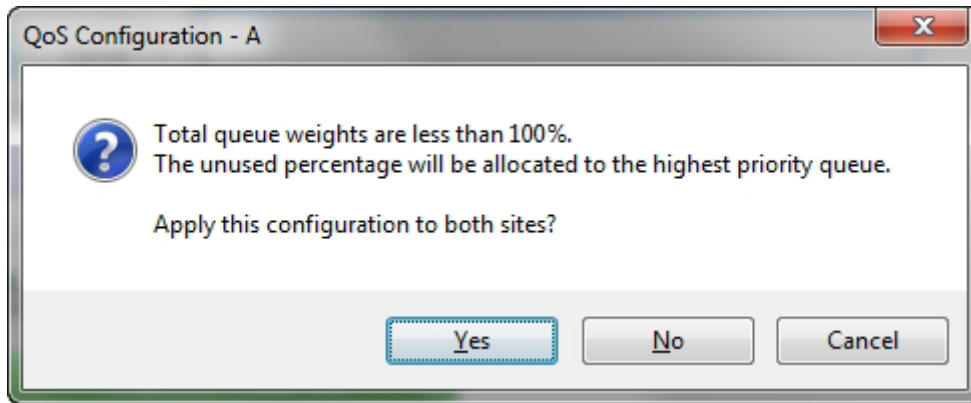 QoS Configuration - A
Total queue weights are less than 100%.
The unused percentage will be allocated to the highest priority queue.
Apply this configuration to both sites?
Yes No Cancel